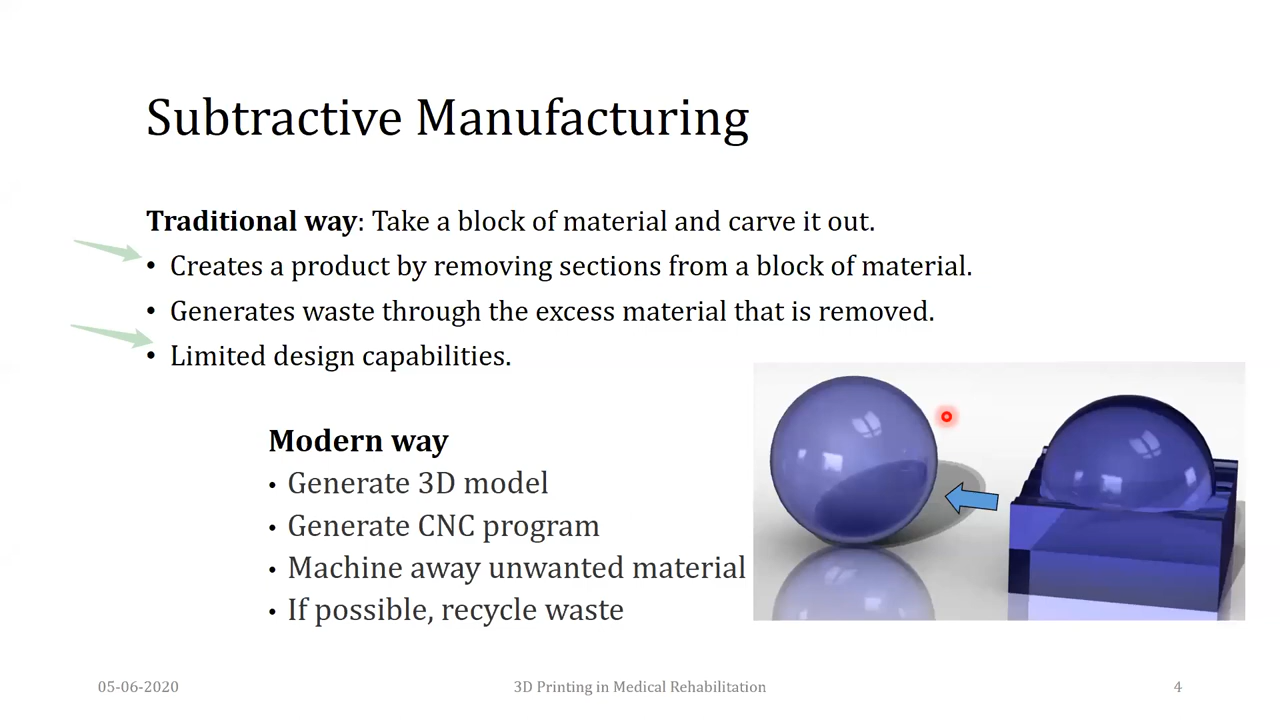 Subtractive Manufacturing
Traditional way: Take a block of material and carve it out.
• Creates a product by removing sections from a block of material.
• Generates waste through the excess material that is removed.
• Limited design capabilities.
Modern way
• Generate 3D model
• Generate CNC program
• Machine away unwanted material
• If possible, recycle waste
05-06-2020
3D Printing in Medical Rehabilitation
4